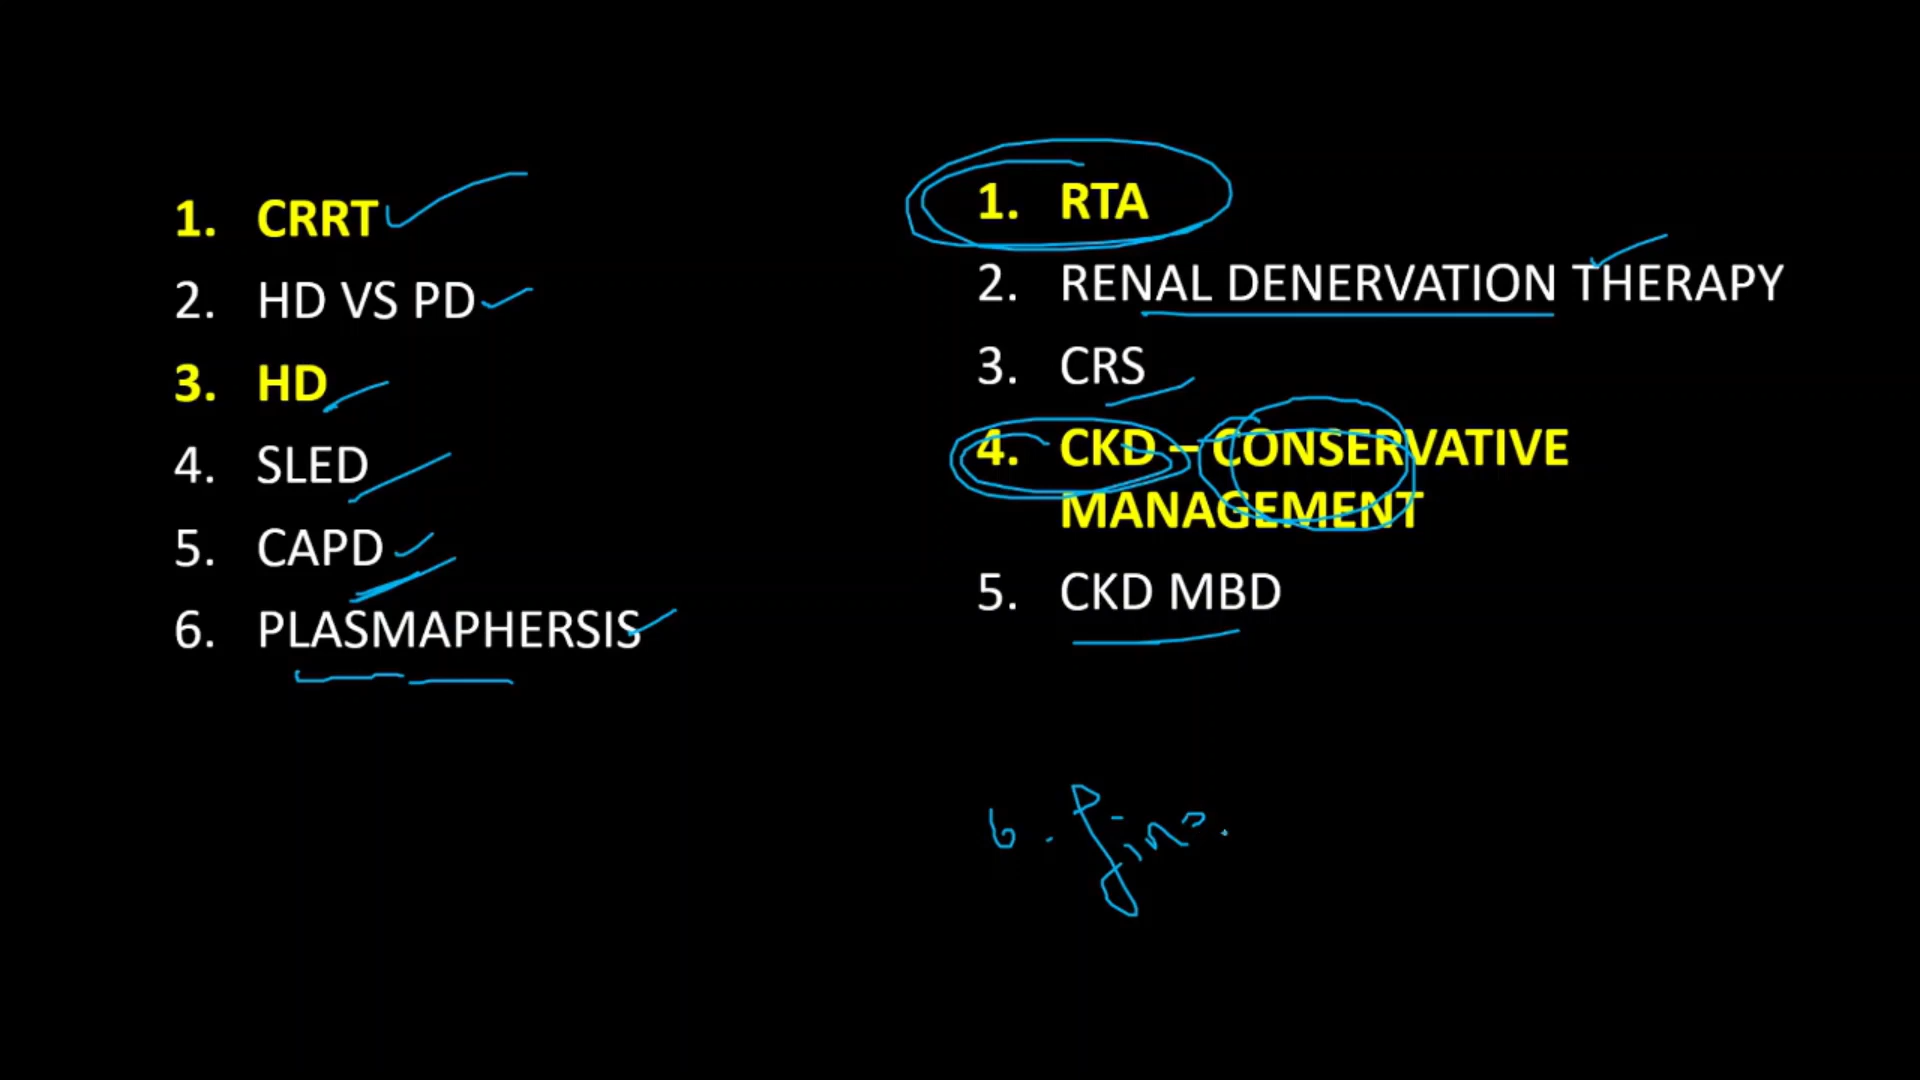 1. CRRT
2. HD VS PD
3. HD
4. SLED
5. CAPD
6. PLASMAPHERSIS
1. RTA
2. RENAL DENERVATION THERAPY
3. CRS
4. CKD – CONSERVATIVE
MANAGEMENT
5. CKD MBD
6.